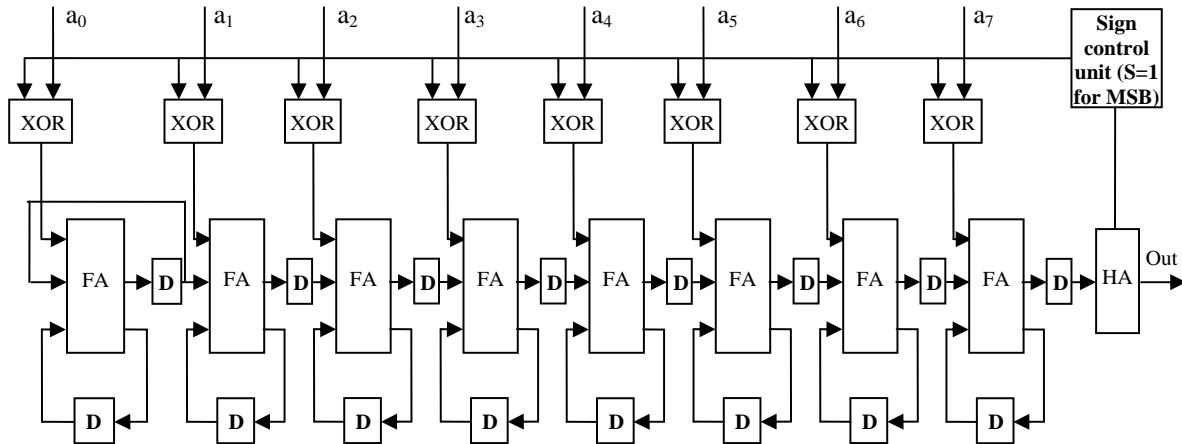 a0 a1 a2 a3 a4 a5 a6 a7
Sign
control
unit (S=1
for MSB)
XOR XOR XOR XOR XOR XOR XOR XOR
FA D FA D FA D FA D FA D FA D FA D FA D HA Out
D D D D D D D D